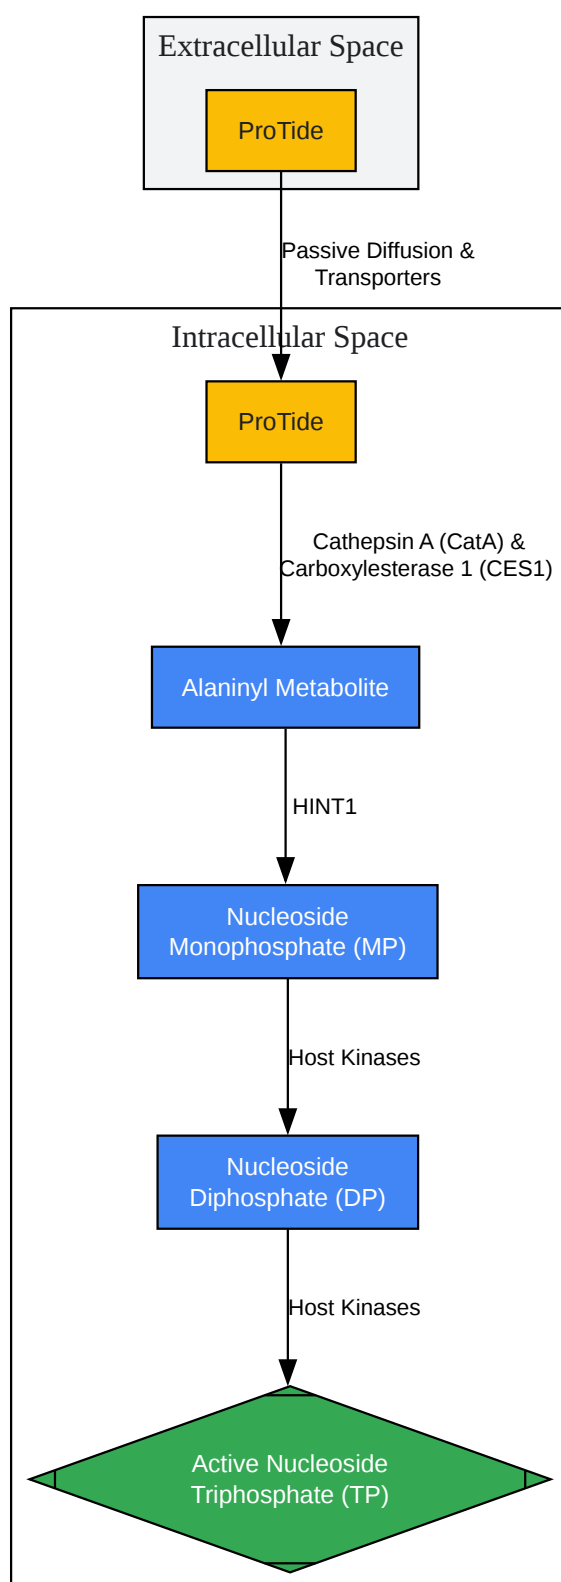 Extracellular Space
ProTide
Passive Diffusion &
Transporters
Intracellular Space
ProTide
Cathepsin A (CatA) &
Carboxylesterase 1 (CES1)
Alaninyl Metabolite
HINT1
Nucleoside
Monophosphate (MP)
Host Kinases
Nucleoside
Diphosphate (DP)
Host Kinases
Active Nucleoside
Triphosphate (TP)